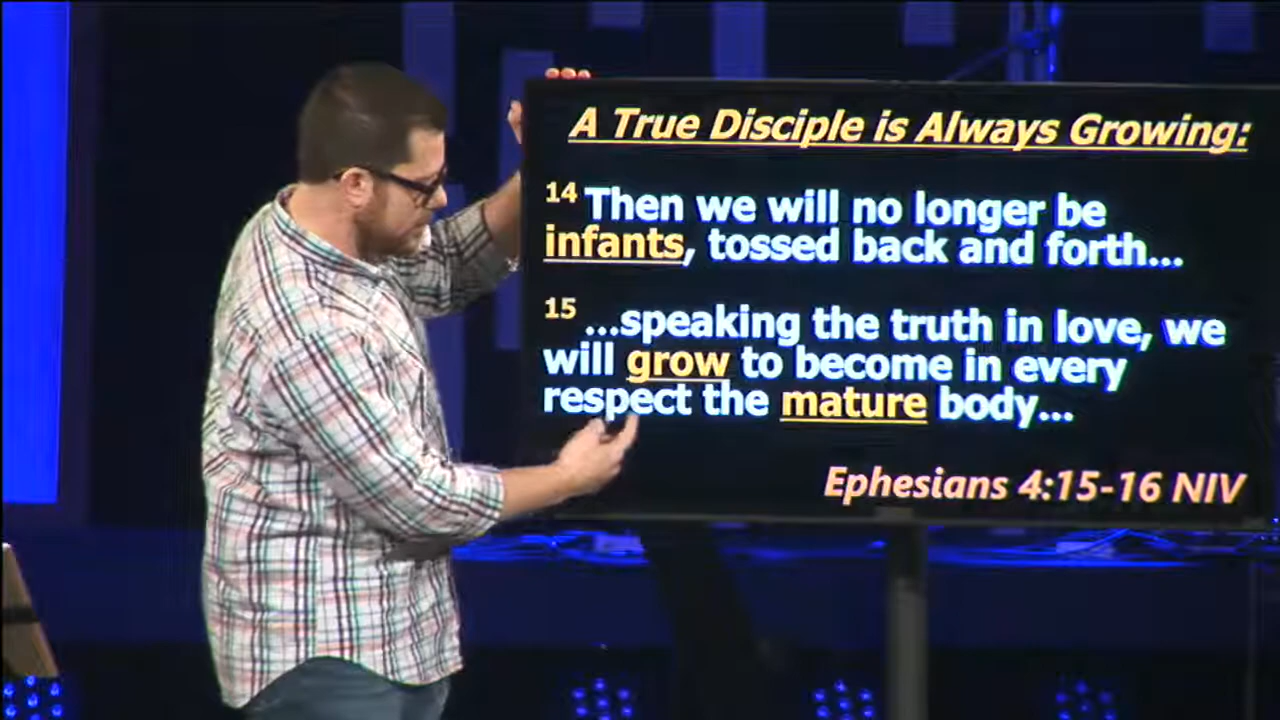 A True Disciple is Always Growing:
14 Then we will no longer be
infants, tossed back and forth...
15 ...speaking the truth in love, we
will grow to become in every
respect the mature body...
Ephesians 4:15-16 NIV